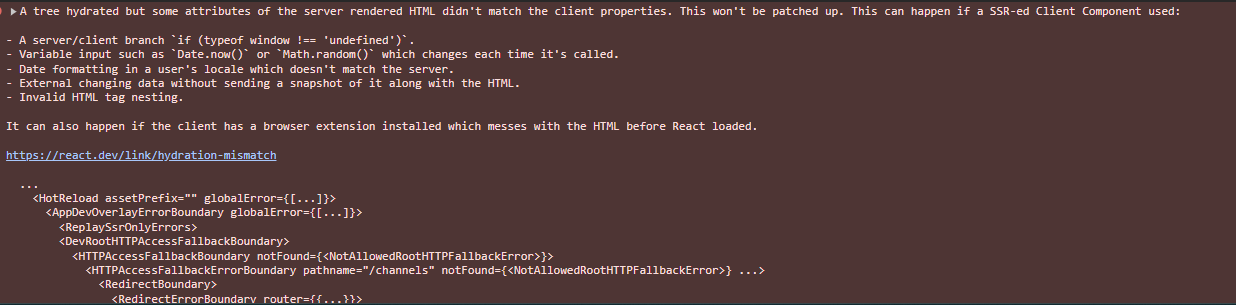 A tree hydrated but some attributes of the server rendered HTML didn't match the client properties. This won't be patched up. This can happen if a SSR-ed Client Component used:
- A server/client branch `if (typeof window !== 'undefined')`.
- Variable input such as `Date.now()` or `Math.random()` which changes each time it's called.
- Date formatting in a user's locale which doesn't match the server.
- External changing data without sending a snapshot of it along with the HTML.
- Invalid HTML tag nesting.
It can also happen if the client has a browser extension installed which messes with the HTML before React loaded.
https://react.dev/link/hydration-mismatch
...
<HotReload assetPrefix="" globalError={[...]}>
<AppDevOverlayErrorBoundary globalError={[...]}>
<ReplaySsrOnlyErrors>
<DevRootHTTPAccessFallbackBoundary>
<HTTPAccessFallbackBoundary notFound={<NotAllowedRootHTTPFallbackError>}>
<HTTPAccessFallbackErrorBoundary pathname="/channels" notFound={<NotAllowedRootHTTPFallbackError>} ...>
<RedirectBoundary>
<RedirectErrorBoundary router={{...}}>